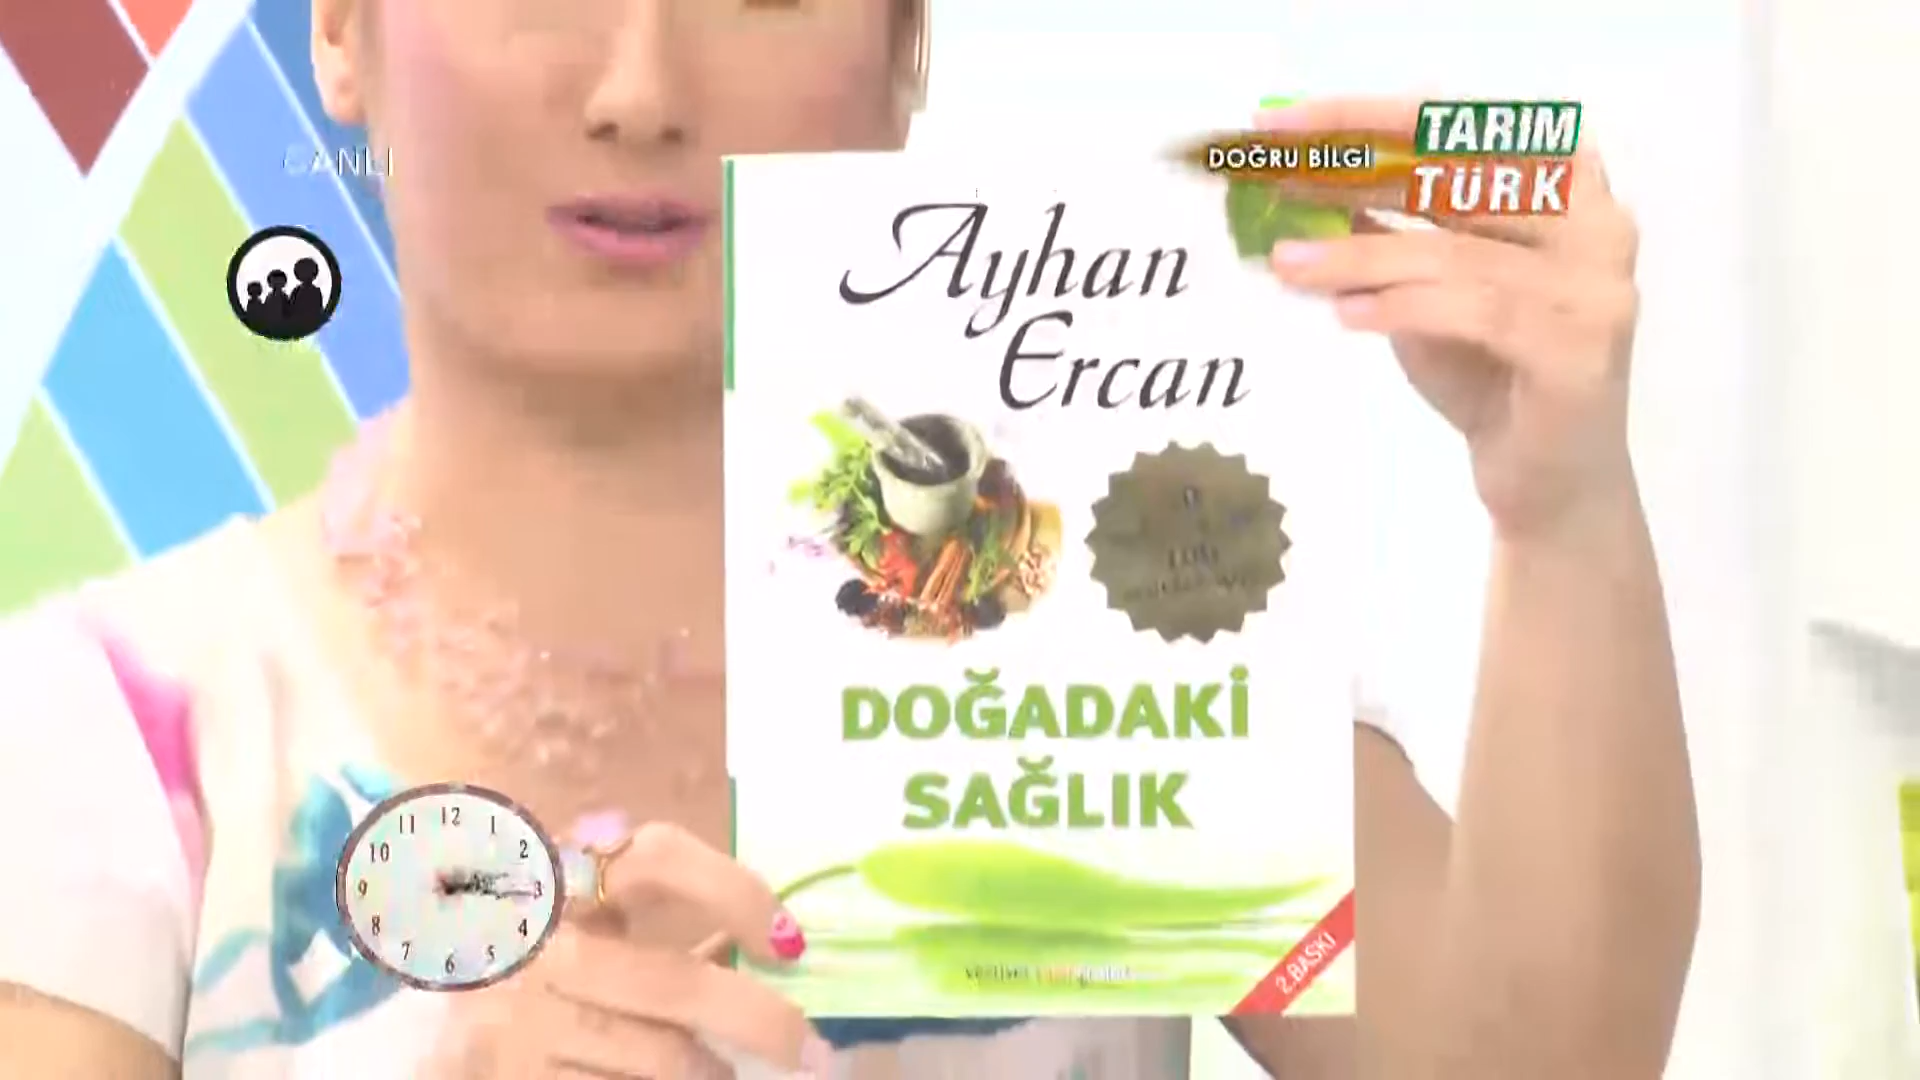 CANLI
DOĞRU BİLGİ
TARIM
TÜRK
Ayhan
Ercan
DOĞADAKİ
SAĞLIK
2.BASKI
12
11
1
10
2
9
3
8
4
7
5
6